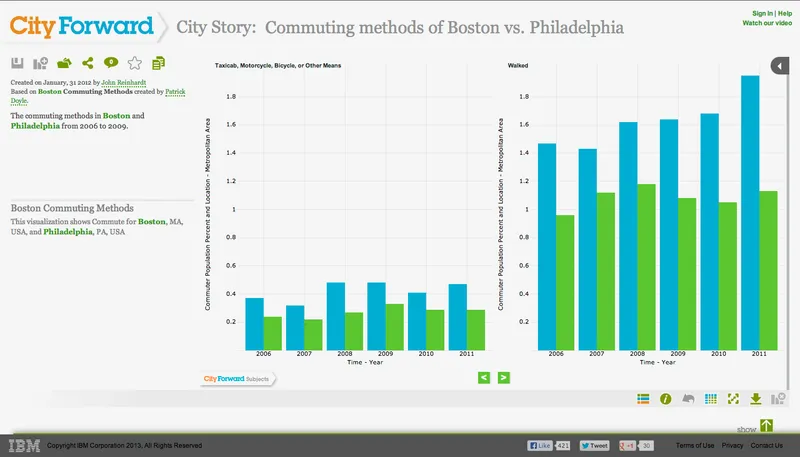 City Forward
City Story: Commuting methods of Boston vs. Philadelphia
Sign In | Help
Watch our video
Created on January, 31 2012 by John Reinhardt
Based on Boston Commuting Methods created by Patrick
Doyle.
The commuting methods in Boston and
Philadelphia from 2006 to 2009.
Boston Commuting Methods
This visualization shows Commute for Boston, MA,
USA, and Philadelphia, PA, USA
Taxicab, Motorcycle, Bicycle, or Other Means
Commuter Population Percent and Location - Metropolitan Area
1.8
1.6
1.4
1.2
1
0.8
0.6
0.4
0.2
2006 2007 2008 2009 2010 2011
Time - Year
Walked
Commuter Population Percent and Location - Metropolitan Area
1.8
1.6
1.4
1.2
1
0.8
0.6
0.4
0.2
2006 2007 2008 2009 2010 2011
Time - Year
City Forward Subjects
< >
show
IBM
Copyright IBM Corporation 2013. All Rights Reserved
Like 421
Tweet
+1 30
Terms of Use Privacy Contact Us